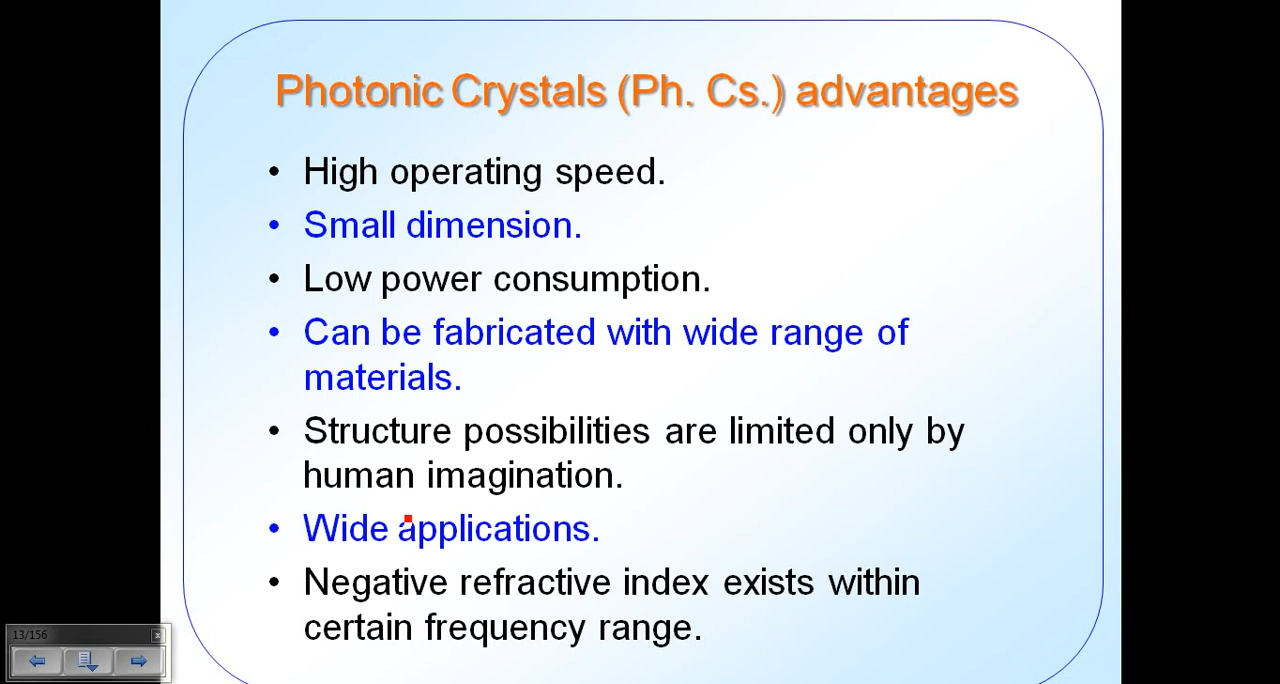 Photonic Crystals (Ph. Cs.) advantages
• High operating speed.
• Small dimension.
• Low power consumption.
• Can be fabricated with wide range of
materials.
• Structure possibilities are limited only by
human imagination.
• Wide applications.
• Negative refractive index exists within
certain frequency range.
13/156